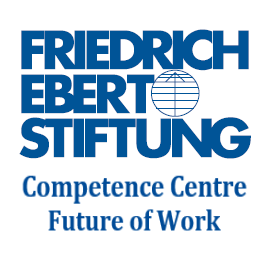 FRIEDRICH
EBERT
STIFTUNG
Competence Centre
Future of Work